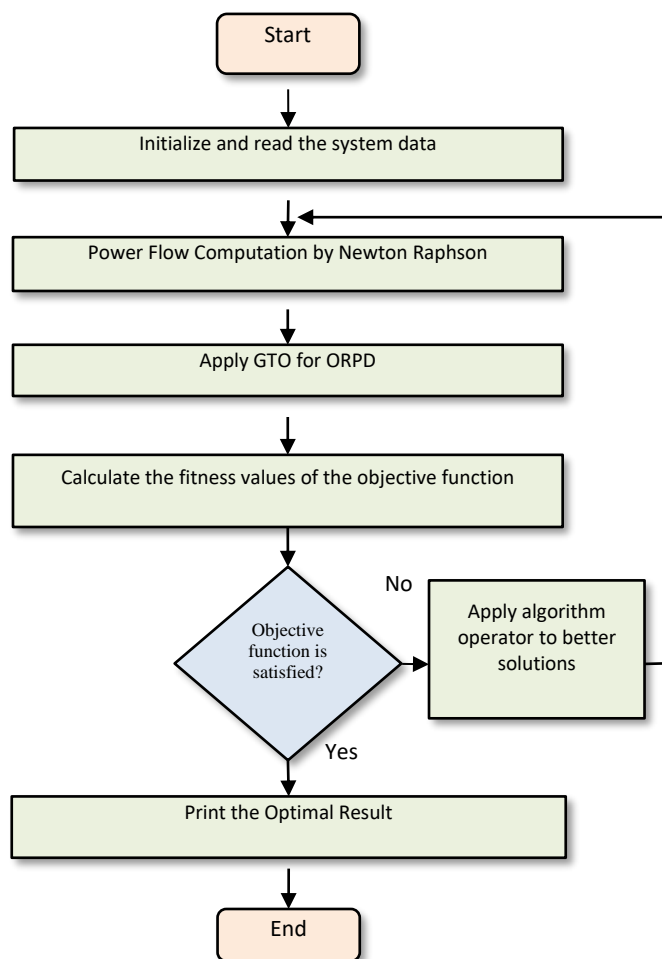 Start
Initialize and read the system data
Power Flow Computation by Newton Raphson
Apply GTO for ORPD
Calculate the fitness values of the objective function
Objective
function is
satisfied?
No
Apply algorithm
operator to better
solutions
Yes
Print the Optimal Result
End